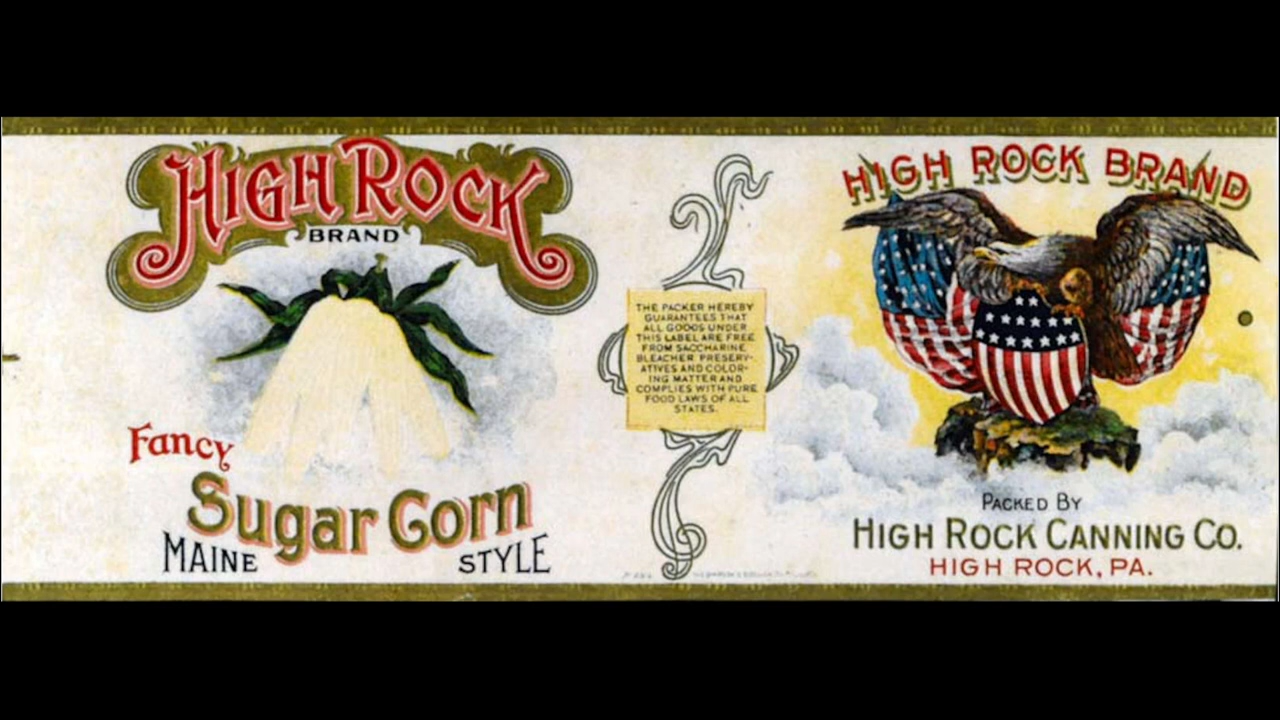 HIGH ROCK
BRAND
Fancy
Sugar Corn
MAINE STYLE
THE PACKER HEREBY
GUARANTEES THAT
ALL GOODS UNDER
THIS LABEL ARE FREE
FROM SACCHARINE
BLEACHER PRESERV-
ATIVES AND COLOR-
ING MATTER AND
COMPLIES WITH PURE
FOOD LAWS OF ALL
STATES.
HIGH ROCK BRAND
PACKED BY
HIGH ROCK CANNING CO.
HIGH ROCK, PA.